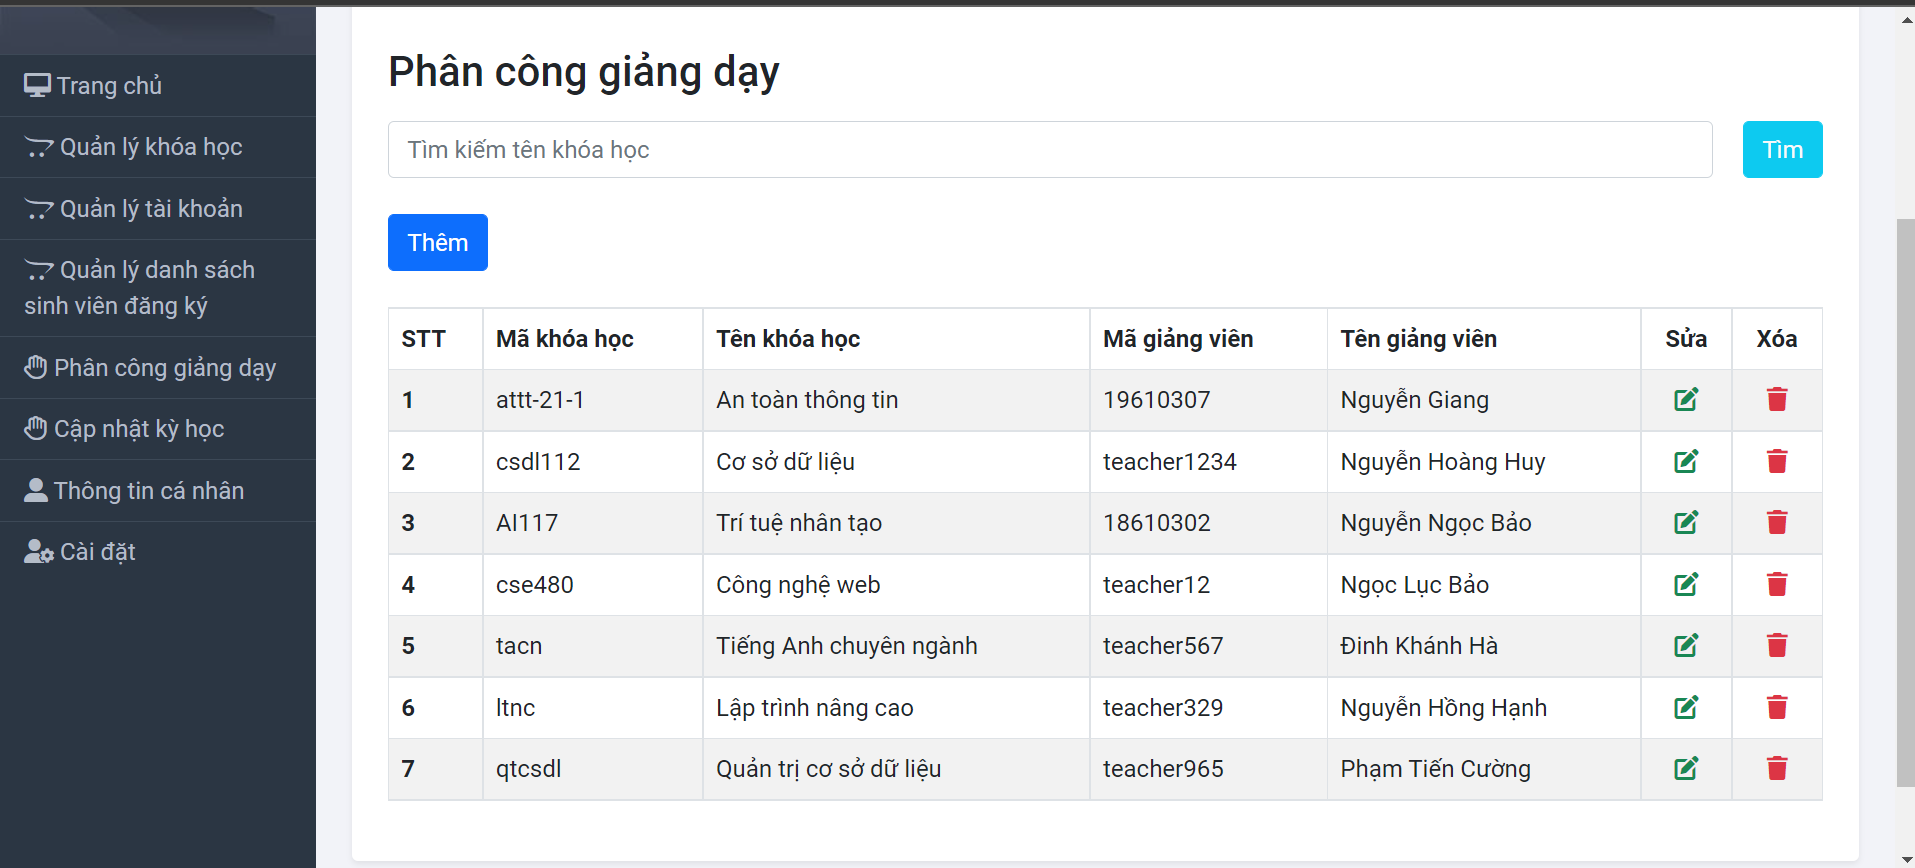 Trang chủ
Quản lý khóa học
Quản lý tài khoản
Quản lý danh sách
sinh viên đăng ký
Phân công giảng dạy
Cập nhật kỳ học
Thông tin cá nhân
Cài đặt
Phân công giảng dạy
Tìm kiếm tên khóa học
Tìm
Thêm
STT Mã khóa học Tên khóa học Mã giảng viên Tên giảng viên Sửa Xóa
1 attt-21-1 An toàn thông tin 19610307 Nguyễn Giang
2 csdl112 Cơ sở dữ liệu teacher1234 Nguyễn Hoàng Huy
3 AI117 Trí tuệ nhân tạo 18610302 Nguyễn Ngọc Bảo
4 cse480 Công nghệ web teacher12 Ngọc Lục Bảo
5 tacn Tiếng Anh chuyên ngành teacher567 Đinh Khánh Hà
6 ltnc Lập trình nâng cao teacher329 Nguyễn Hồng Hạnh
7 qtcsdl Quản trị cơ sở dữ liệu teacher965 Phạm Tiến Cường